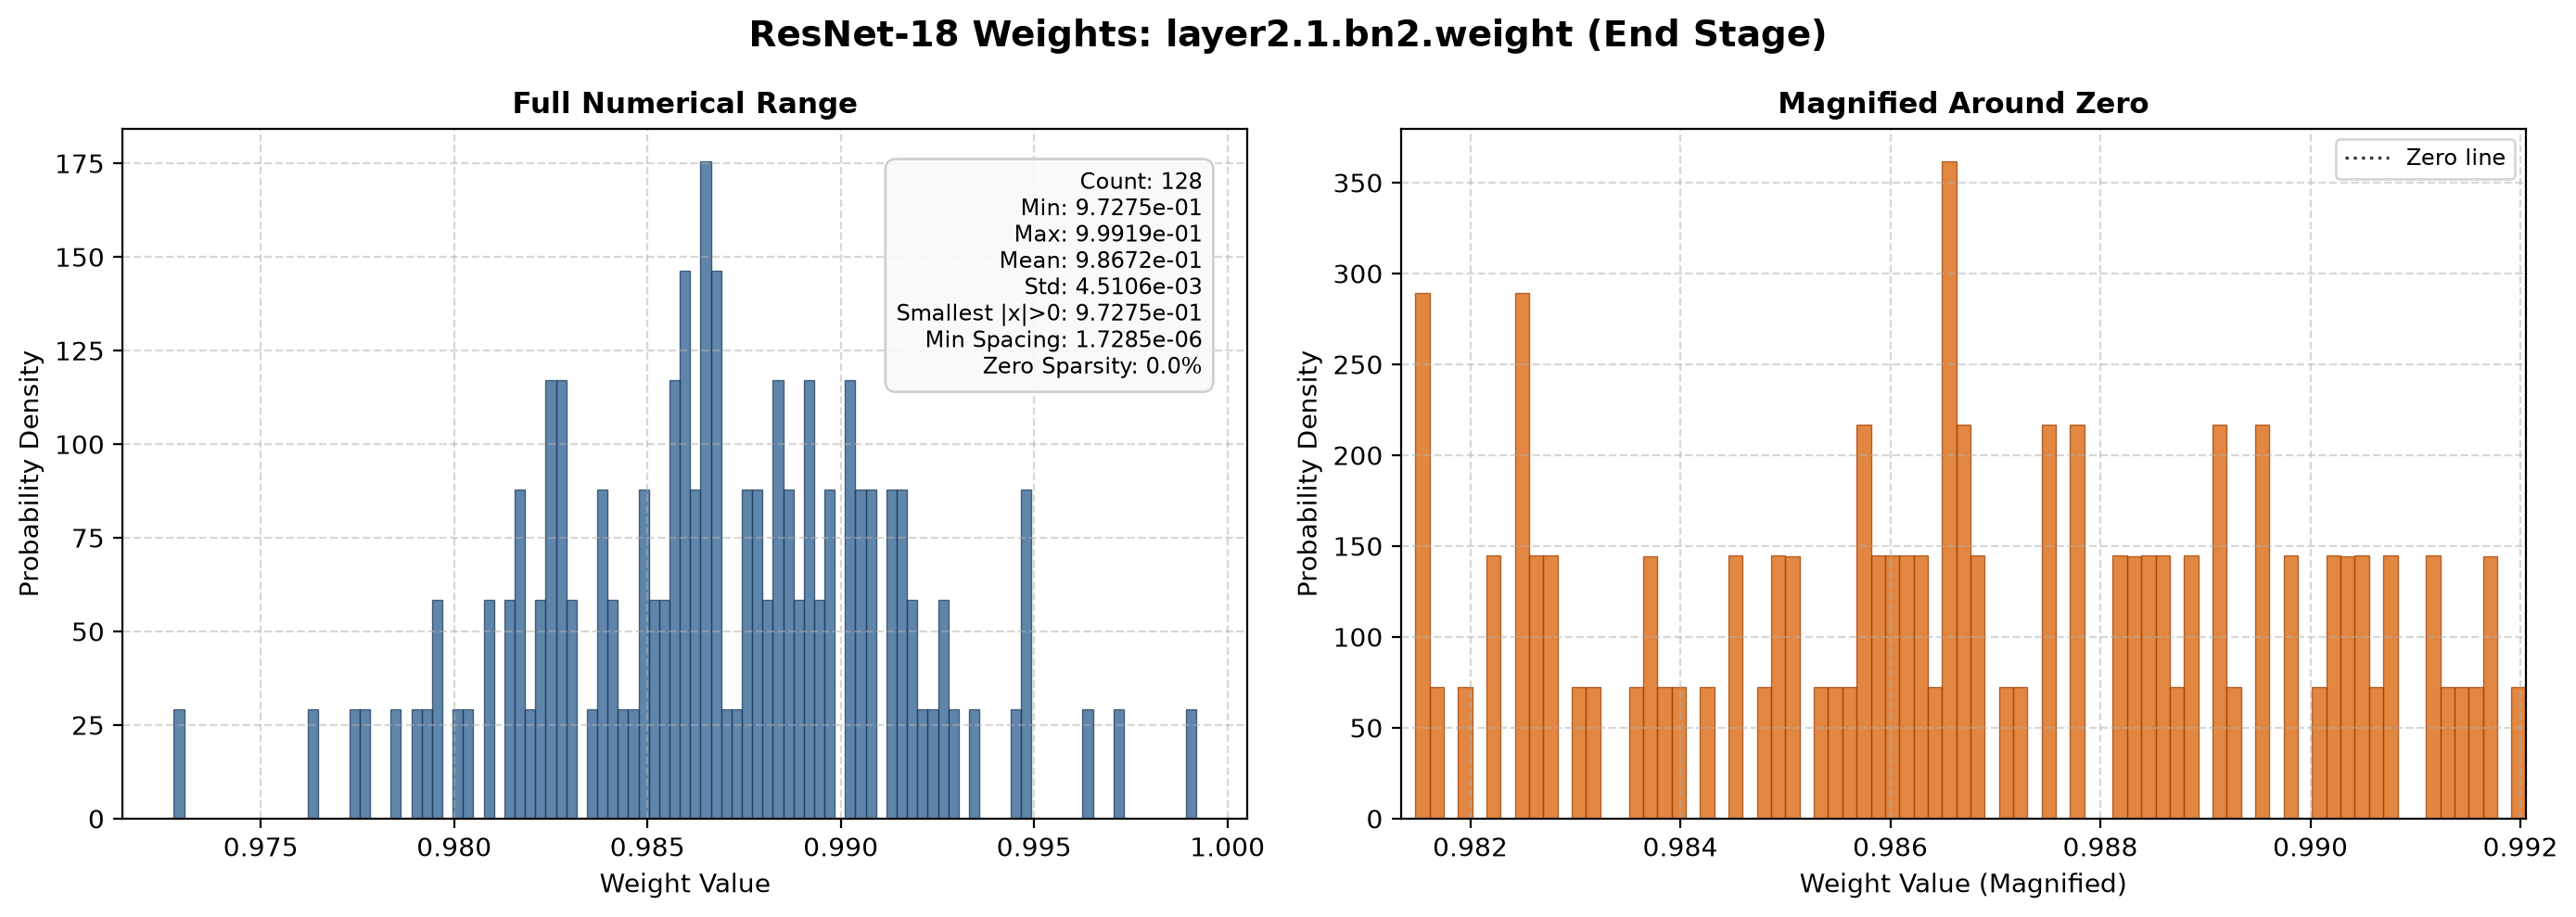 ResNet-18 Weights: layer2.1.bn2.weight (End Stage)
Full Numerical Range
Probability Density
175
150
125
100
75
50
25
0
Count: 128
Min: 9.7275e-01
Max: 9.9919e-01
Mean: 9.8672e-01
Std: 4.5106e-03
Smallest |x|>0: 9.7275e-01
Min Spacing: 1.7285e-06
Zero Sparsity: 0.0%
0.975 0.980 0.985 0.990 0.995 1.000
Weight Value
Magnified Around Zero
Probability Density
350
300
250
200
150
100
50
0
Zero line
0.982 0.984 0.986 0.988 0.990 0.992
Weight Value (Magnified)